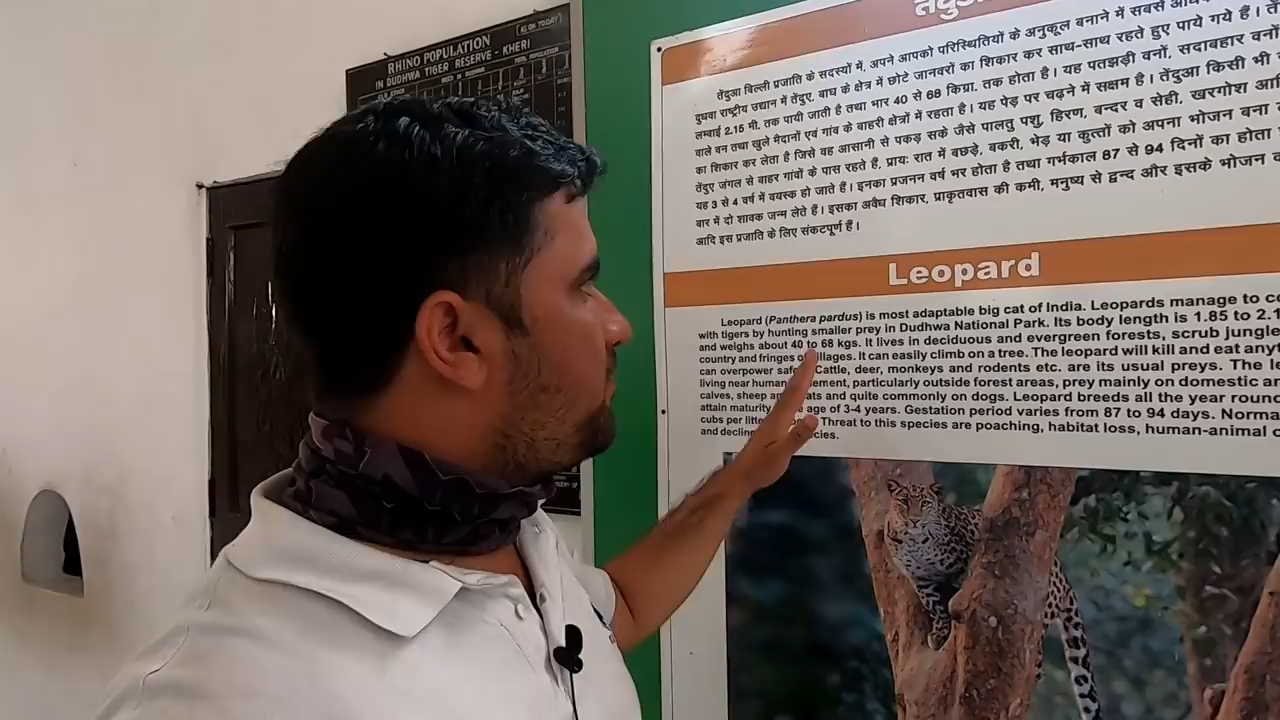 RHINO POPULATION
(AS ON TODAY)
IN DUDHWA TIGER RESERVE - KHERI
तेंदुआ
तेंदुआ बिल्ली प्रजाति के सदस्यों में, अपने आपको परिस्थितियों के अनुकूल बनाने में सबसे
दुधवा राष्ट्रीय उद्यान में तेंदुए, बाघ के क्षेत्र में छोटे जानवरों का शिकार कर साथ-साथ रहते हुए पाये गये हैं।
लम्बाई 2.15 मी. तक पायी जाती है तथा भार 40 से 68 किग्रा. तक होता है। यह पतझड़ी वनों, सदाबहार वनों
वाले वन तथा खुले मैदानों एवं गांव के बाहरी क्षेत्रों में रहता है। यह पेड़ पर चढ़ने में सक्षम है। तेंदुआ किसी भी
का शिकार कर लेता है जिसे वह आसानी से पकड़ सके जैसे पालतु पशु, हिरण, बन्दर व सेही, खरगोश आदि
तेंदुए जंगल से बाहर गांवों के पास रहते हैं, प्रायः रात में बछड़े, बकरी, भेड़ या कुत्तों को अपना भोजन बना
यह 3 से 4 वर्ष में वयस्क हो जाते हैं। इनका प्रजनन वर्ष भर होता है तथा गर्भकाल 87 से 94 दिनों का होता
बार में दो शावक जन्म लेते हैं। इसका अवैध शिकार, प्राकृतवास की कमी, मनुष्य से द्वन्द और इसके भोजन
आदि इस प्रजाति के लिए संकटपूर्ण हैं।
Leopard
Leopard (Panthera pardus) is most adaptable big cat of India. Leopards manage to co
with tigers by hunting smaller prey in Dudhwa National Park. Its body length is 1.85 to 2.1
and weighs about 40 to 68 kgs. It lives in deciduous and evergreen forests, scrub jungle
country and fringes of villages. It can easily climb on a tree. The leopard will kill and eat anyt
can overpower safe Cattle, deer, monkeys and rodents etc. are its usual preys. The le
living near human ement, particularly outside forest areas, prey mainly on domestic an
calves, sheep an ats and quite commonly on dogs. Leopard breeds all the year roun
attain maturity age of 3-4 years. Gestation period varies from 87 to 94 days. Norma
cubs per litte Threat to this species are poaching, habitat loss, human-animal c
and decline ecies.